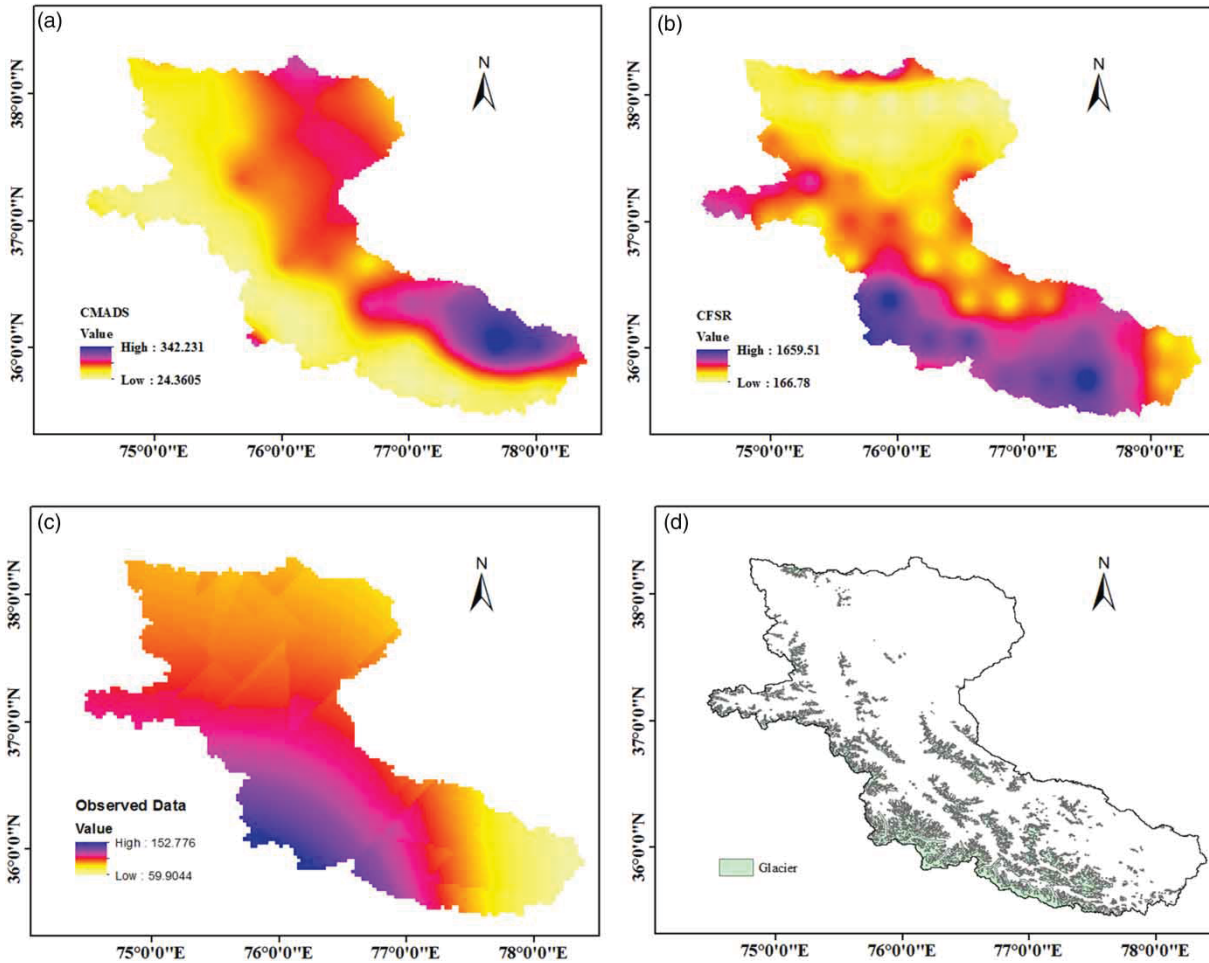 (a)
N
38°0'0"N
37°0'0"N
36°0'0"N
CMADS
Value
High : 342.231
Low : 24.3605
75°0'0"E
76°0'0"E
77°0'0"E
78°0'0"E
(b)
N
38°0'0"N
37°0'0"N
36°0'0"N
CFSR
Value
High : 1659.51
Low : 166.78
75°0'0"E
76°0'0"E
77°0'0"E
78°0'0"E
(c)
N
38°0'0"N
37°0'0"N
36°0'0"N
Observed Data
Value
High : 152.776
Low : 59.9044
75°0'0"E
76°0'0"E
77°0'0"E
78°0'0"E
(d)
N
38°0'0"N
37°0'0"N
36°0'0"N
Glacier
75°0'0"E
76°0'0"E
77°0'0"E
78°0'0"E